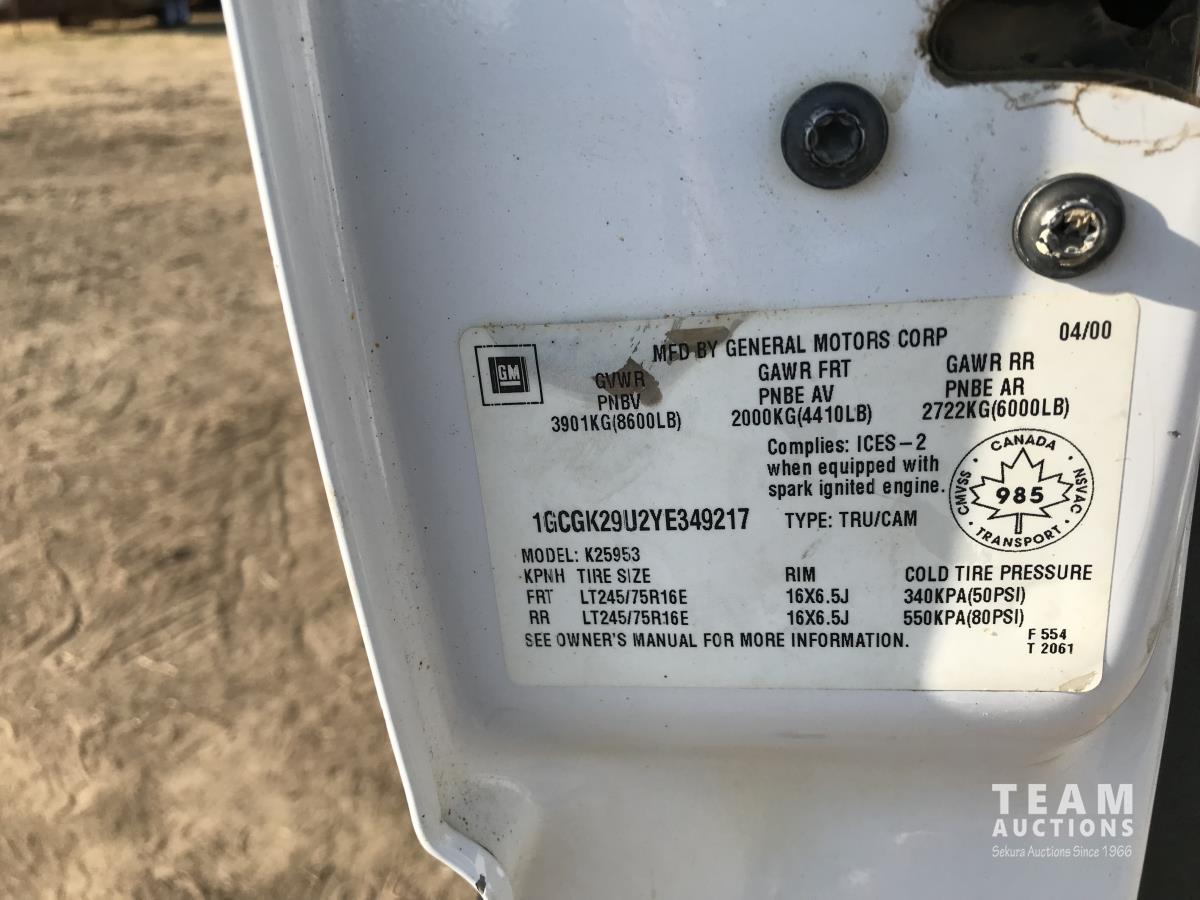 MFD BY GENERAL MOTORS CORP 04/00
GM
GVWR GAWR FRT GAWR RR
PNBV PNBE AV PNBE AR
3901KG(8600LB) 2000KG(4410LB) 2722KG(6000LB)
Complies: ICES-2
when equipped with
spark ignited engine.
CANADA
CMVSS 985 NSVAC
TRANSPORT
1GCGK29U2YE349217 TYPE: TRU/CAM
MODEL: K25953
KPNH TIRE SIZE RIM COLD TIRE PRESSURE
FRT LT245/75R16E 16X6.5J 340KPA(50PSI)
RR LT245/75R16E 16X6.5J 550KPA(80PSI)
SEE OWNER'S MANUAL FOR MORE INFORMATION.
F 554
T 2061
TEAM
AUCTIONS
Sekura Auctions Since 1966